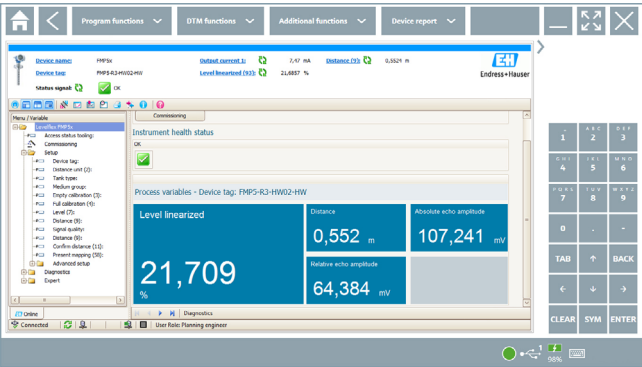 Program functions
DTM functions
Additional functions
Device report
Device name:
FMP5x
Output current 1:
7,47 mA
Distance (9):
0,5524 m
Device tag:
FMP5-R3-HW02-HW
Level linearized (93):
21,6857 %
Endress+Hauser
Status signal:
OK
Menu / Variable
Levelflex FMP5x
Access status tooling:
Commissioning
Setup
Device tag:
Distance unit (2):
Tank type:
Medium group:
Empty calibration (3):
Full calibration (4):
Level (7):
Distance (9):
Signal quality:
Distance (9):
Confirm distance (11):
Present mapping (58):
Advanced setup
Diagnostics
Expert
Commissioning
Instrument health status
OK
Process variables - Device tag: FMP5-R3-HW02-HW
Level linearized
21,709
%
Distance
0,552 m
Absolute echo amplitude
107,241 mV
Relative echo amplitude
64,384 mV
Online
Diagnostics
Connected
User Role: Planning engineer
1
ABC
2
DEF
3
GHI
4
JKL
5
MNO
6
PQRS
7
TUV
8
WXYZ
9
0
.
-
TAB
BACK
CLEAR
SYM
ENTER
1
98%